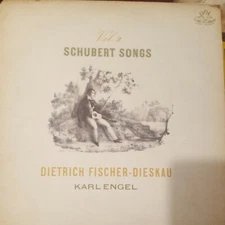 Vol 2
SCHUBERT SONGS
DIETRICH FISCHER-DIESKAU
KARL ENGEL